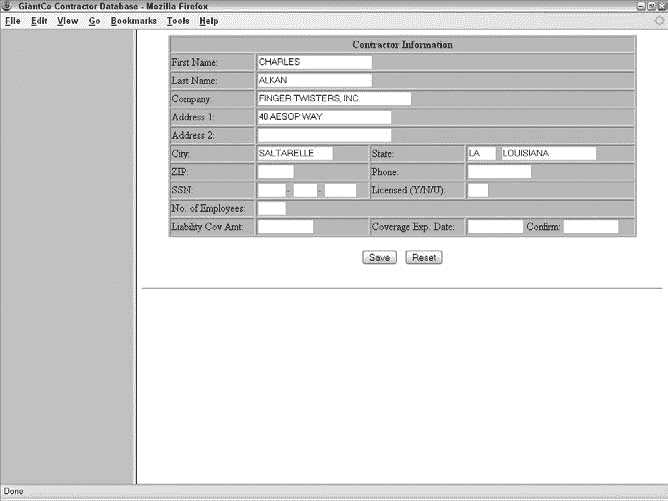 GiantCo Contractor Database - Mozilla Firefox
File Edit View Go Bookmarks Tools Help
Contractor Information
First Name: CHARLES
Last Name: ALKAN
Company: FINGER TWISTERS, INC.
Address 1: 40 AESOP WAY
Address 2:
City: SALTARELLE State: LA LOUISIANA
ZIP: Phone:
SSN: - - Licensed (Y/N/U):
No. of Employees:
Liability Cov Amt: Coverage Exp. Date: Confirm:
Save Reset
Done